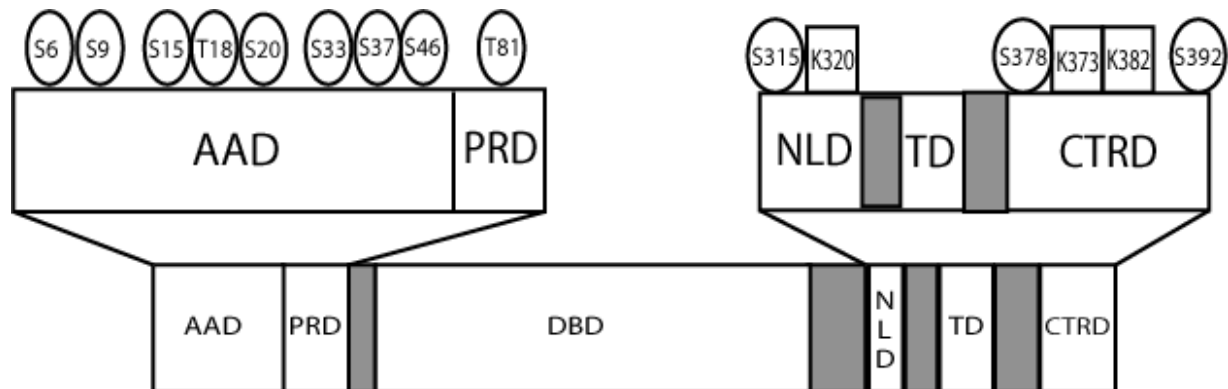 S6 S9 S15 T18 S20 S33 S37 S46 T81 S315 K320 S378 K373 K382 S392
AAD PRD NLD TD CTRD
AAD PRD DBD NLD TD CTRD